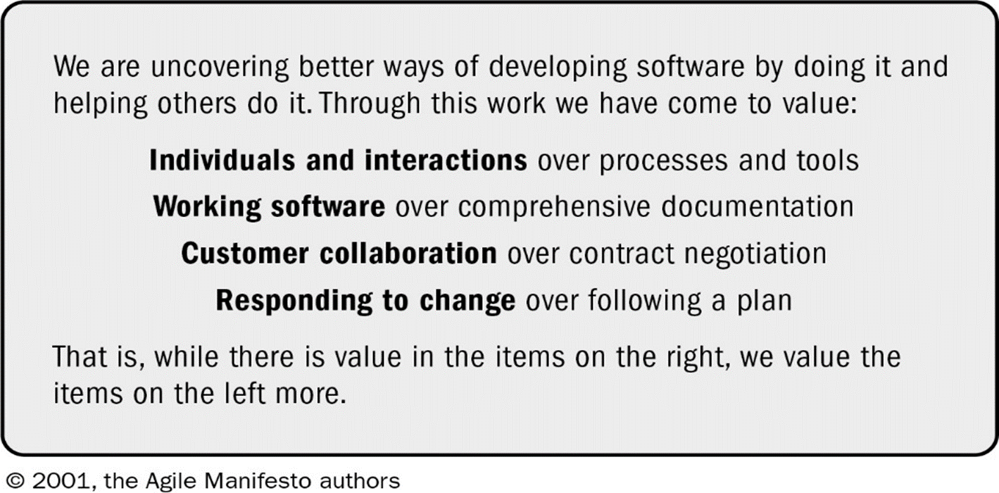 We are uncovering better ways of developing software by doing it and
helping others do it. Through this work we have come to value:
Individuals and interactions over processes and tools
Working software over comprehensive documentation
Customer collaboration over contract negotiation
Responding to change over following a plan
That is, while there is value in the items on the right, we value the
items on the left more.
© 2001, the Agile Manifesto authors